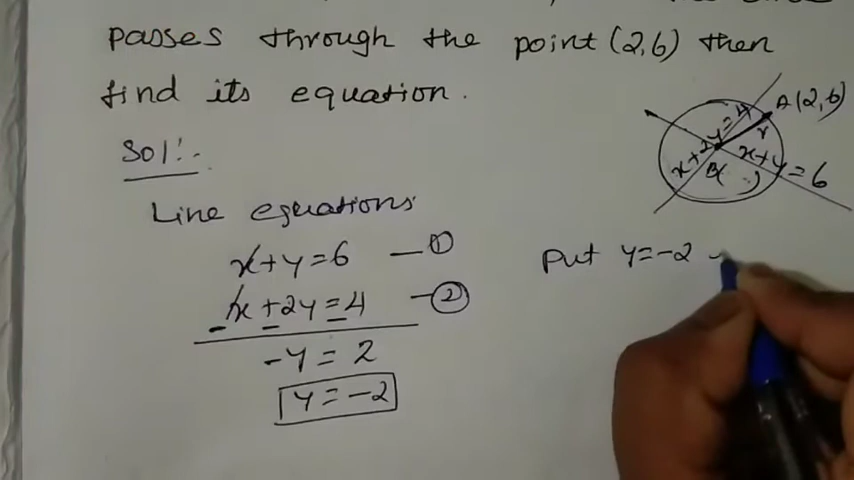 passes through the point (2,6) then
find its equation.
Sol:-
Line equations
x+y=6 — ①
x+2y=4 — ②
-y = 2
y = -2
A(2,6)
r
x+2y=4
x+y=6
Put y=-2